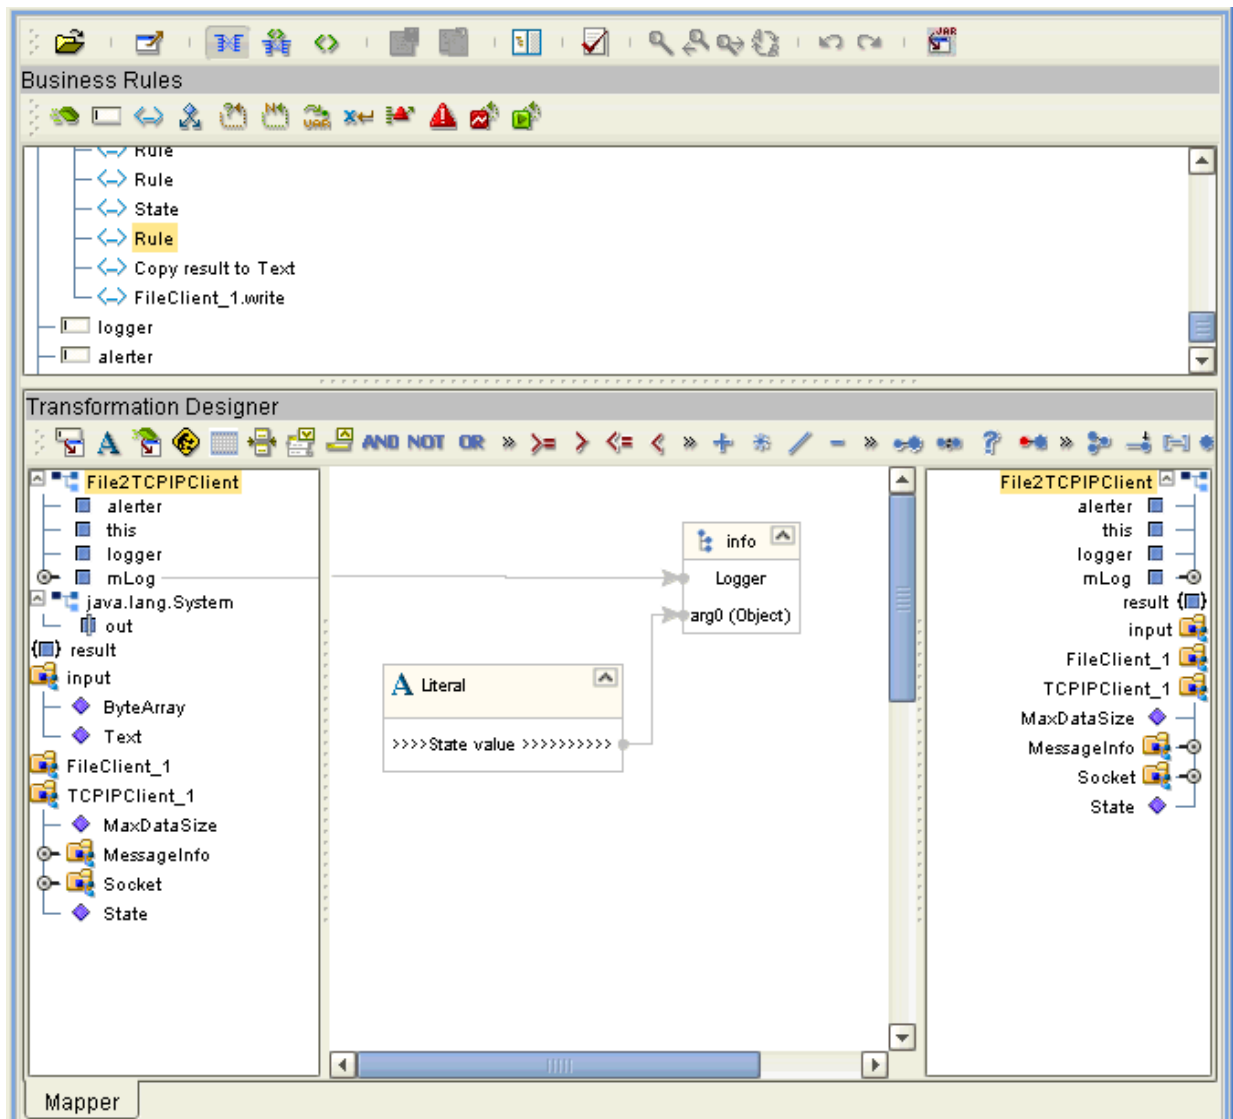 JAR
Business Rules
VAR
Rule
Rule
State
Rule
Copy result to Text
FileClient_1.write
logger
alerter
Transformation Designer
A AND NOT OR » >= > <= < » + * / - » ? »
File2TCPIPClient
alerter
this
logger
mLog
java.lang.System
out
result
input
ByteArray
Text
FileClient_1
TCPIPClient_1
MaxDataSize
MessageInfo
Socket
State
info
Logger
arg0 (Object)
A Literal
>>>>State value >>>>>>>>>>
File2TCPIPClient
alerter
this
logger
mLog
result
input
FileClient_1
TCPIPClient_1
MaxDataSize
MessageInfo
Socket
State
Mapper